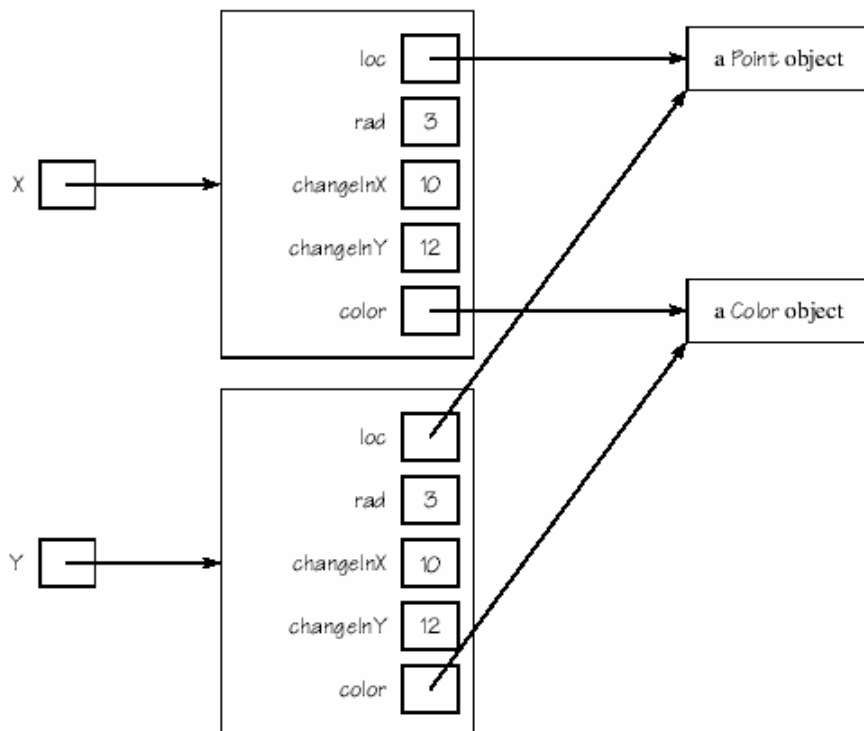 loc
a Point object
rad 3
X
changeInX 10
changeInY 12
color
a Color object
loc
rad 3
Y
changeInX 10
changeInY 12
color